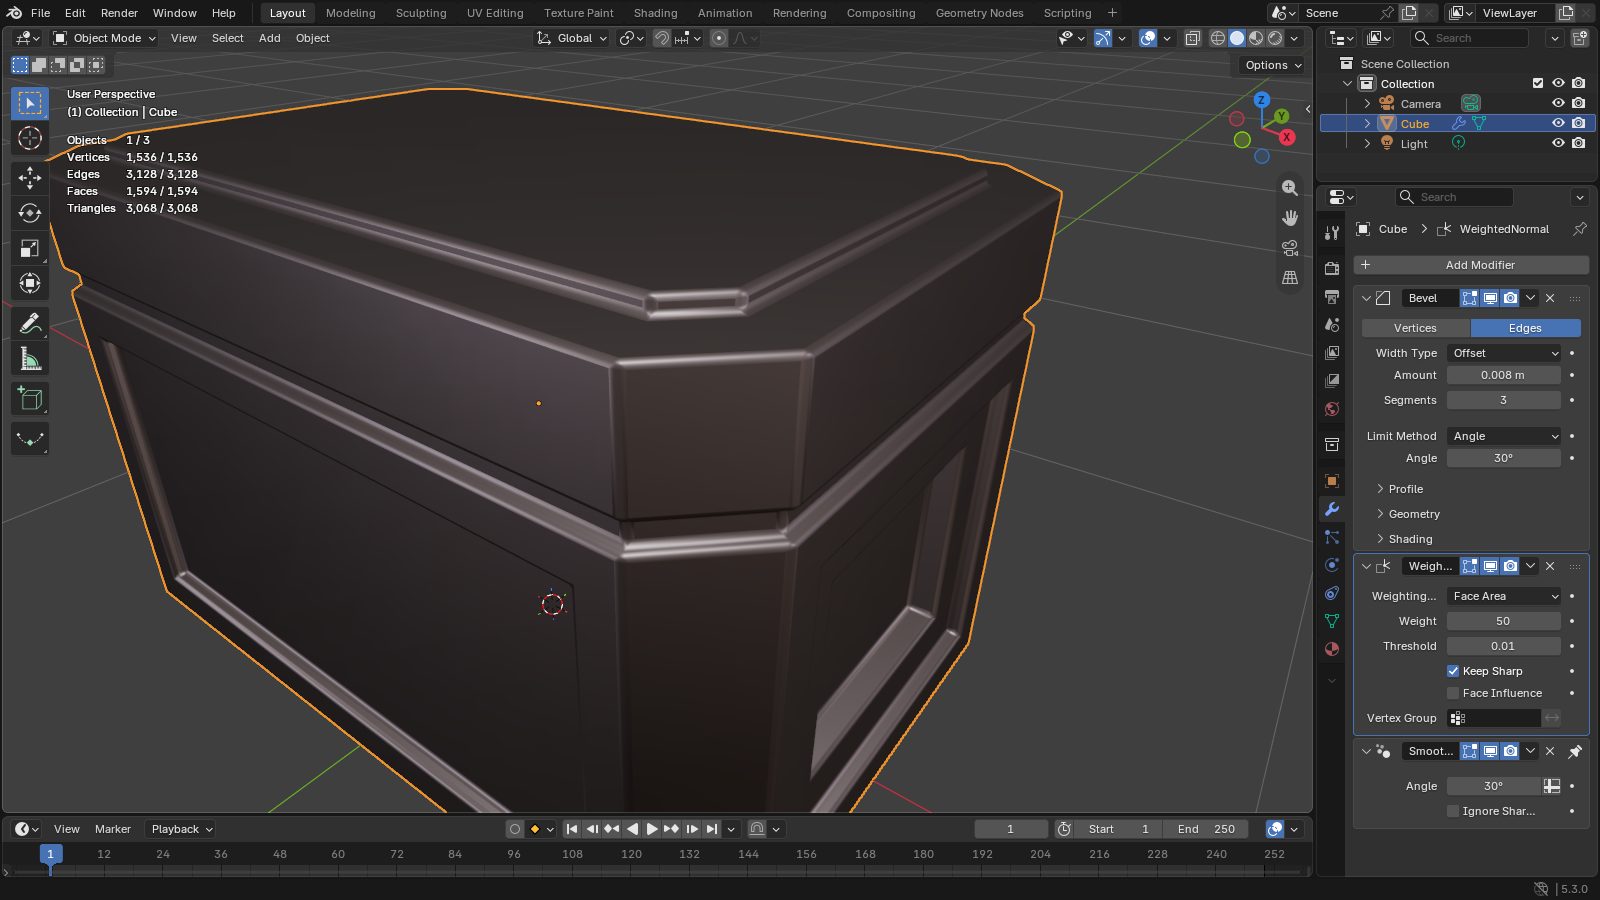 File Edit Render Window Help Layout Modeling Sculpting UV Editing Texture Paint Shading Animation Rendering Compositing Geometry Nodes Scripting + Scene ViewLayer
Object Mode View Select Add Object Global
Options
User Perspective
(1) Collection | Cube
Objects 1 / 3
Vertices 1,536 / 1,536
Edges 3,128 / 3,128
Faces 1,594 / 1,594
Triangles 3,068 / 3,068
Z
Y
X
Search
Scene Collection
Collection
Camera
Cube
Light
Search
Cube WeightedNormal
+ Add Modifier
Bevel
Vertices Edges
Width Type Offset
Amount 0.008 m
Segments 3
Limit Method Angle
Angle 30°
Profile
Geometry
Shading
Weigh...
Weighting... Face Area
Weight 50
Threshold 0.01
Keep Sharp
Face Influence
Vertex Group
Smoot...
Angle 30°
Ignore Shar...
View Marker Playback 1 Start 1 End 250
1 12 24 36 48 60 72 84 96 108 120 132 144 156 168 180 192 204 216 228 240 252
5.3.0